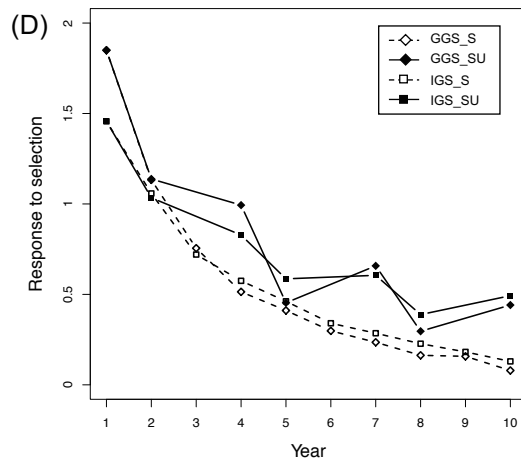 (D)
GGS_S
GGS_SU
IGS_S
IGS_SU
Response to selection
2
1.5
1
0.5
0
1 2 3 4 5 6 7 8 9 10
Year